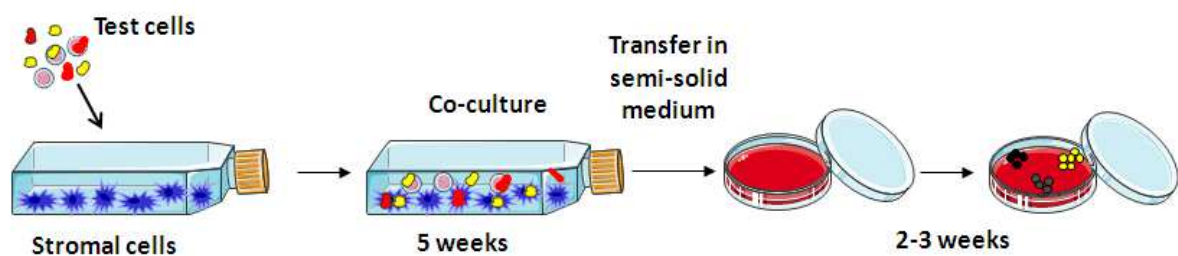 Test cells
Stromal cells
Co-culture
5 weeks
Transfer in
semi-solid
medium
2-3 weeks